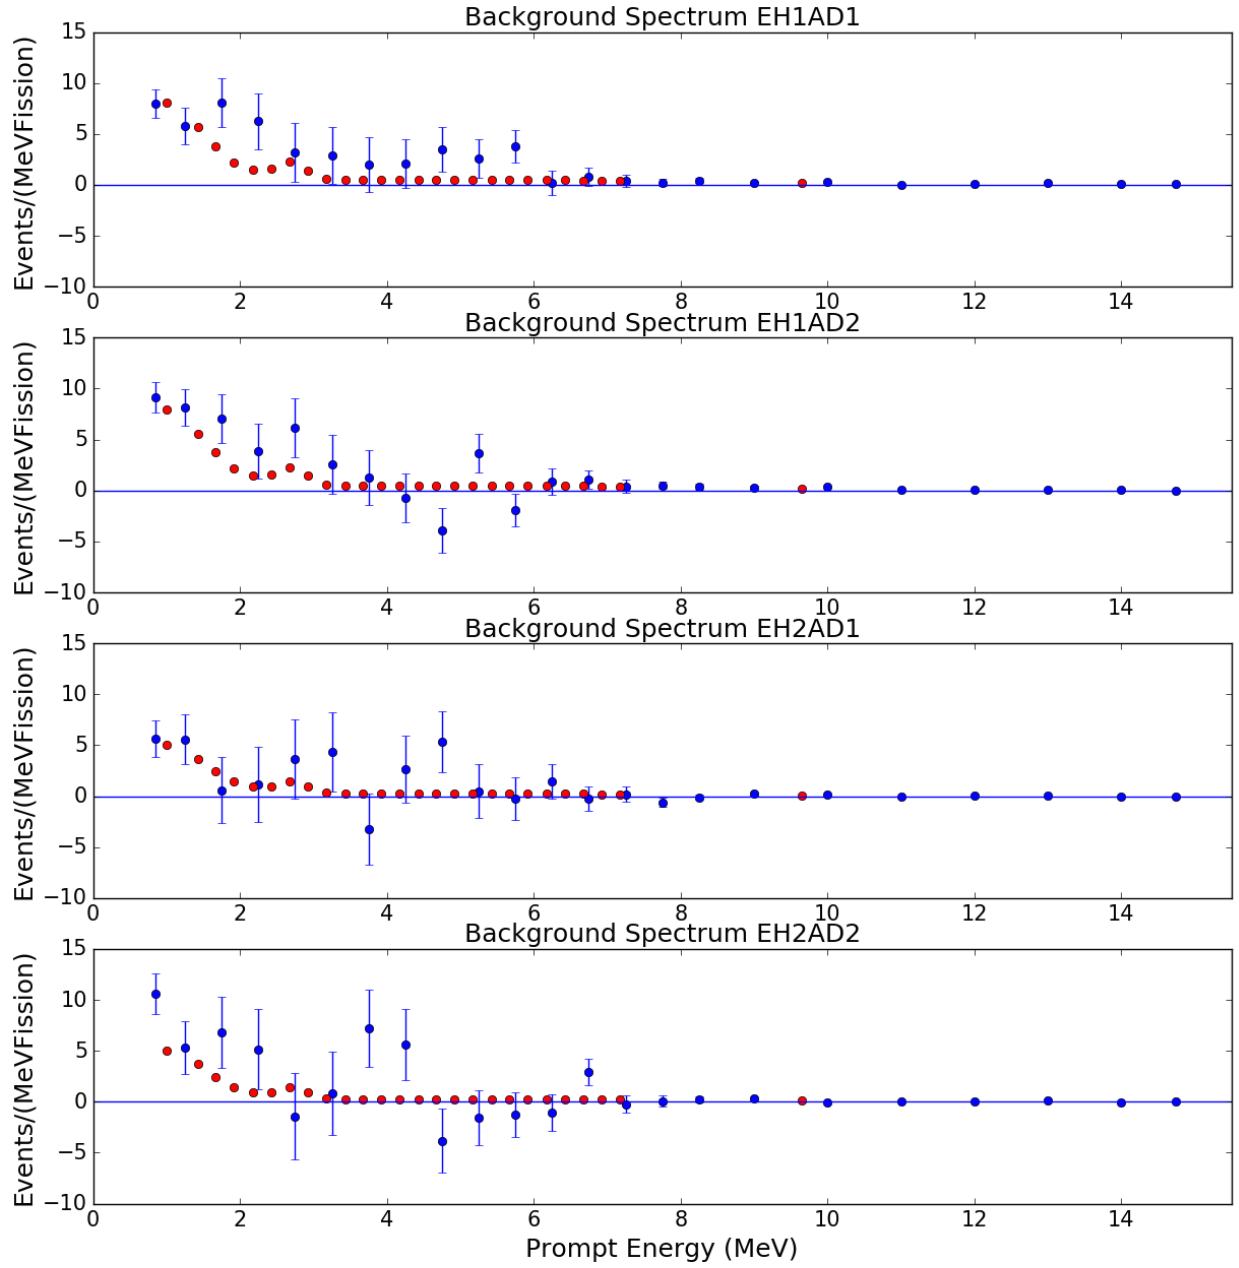 Background Spectrum EH1AD1
Events/(MeVFission)
15
10
5
0
−5
−10
0 2 4 6 8 10 12 14
Background Spectrum EH1AD2
Events/(MeVFission)
15
10
5
0
−5
−10
0 2 4 6 8 10 12 14
Background Spectrum EH2AD1
Events/(MeVFission)
15
10
5
0
−5
−10
0 2 4 6 8 10 12 14
Background Spectrum EH2AD2
Events/(MeVFission)
15
10
5
0
−5
−10
0 2 4 6 8 10 12 14
Prompt Energy (MeV)